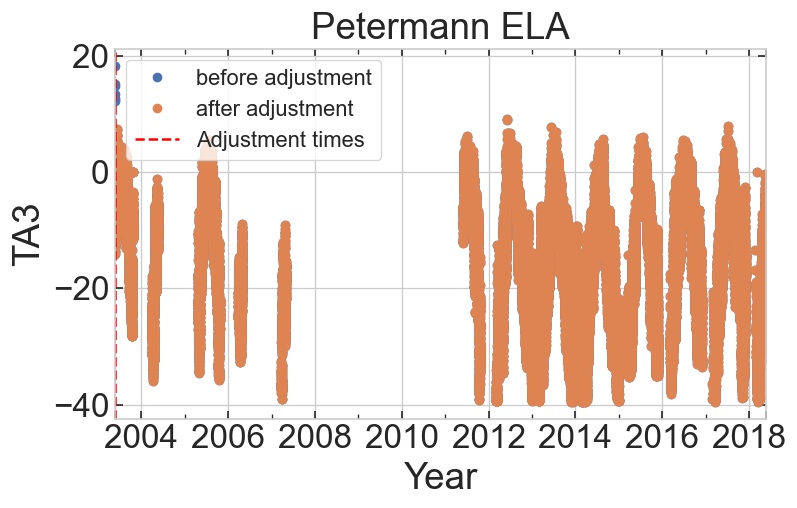 Petermann ELA
20
before adjustment
after adjustment
Adjustment times
0
−20
−40
TA3
2004 2006 2008 2010 2012 2014 2016 2018
Year